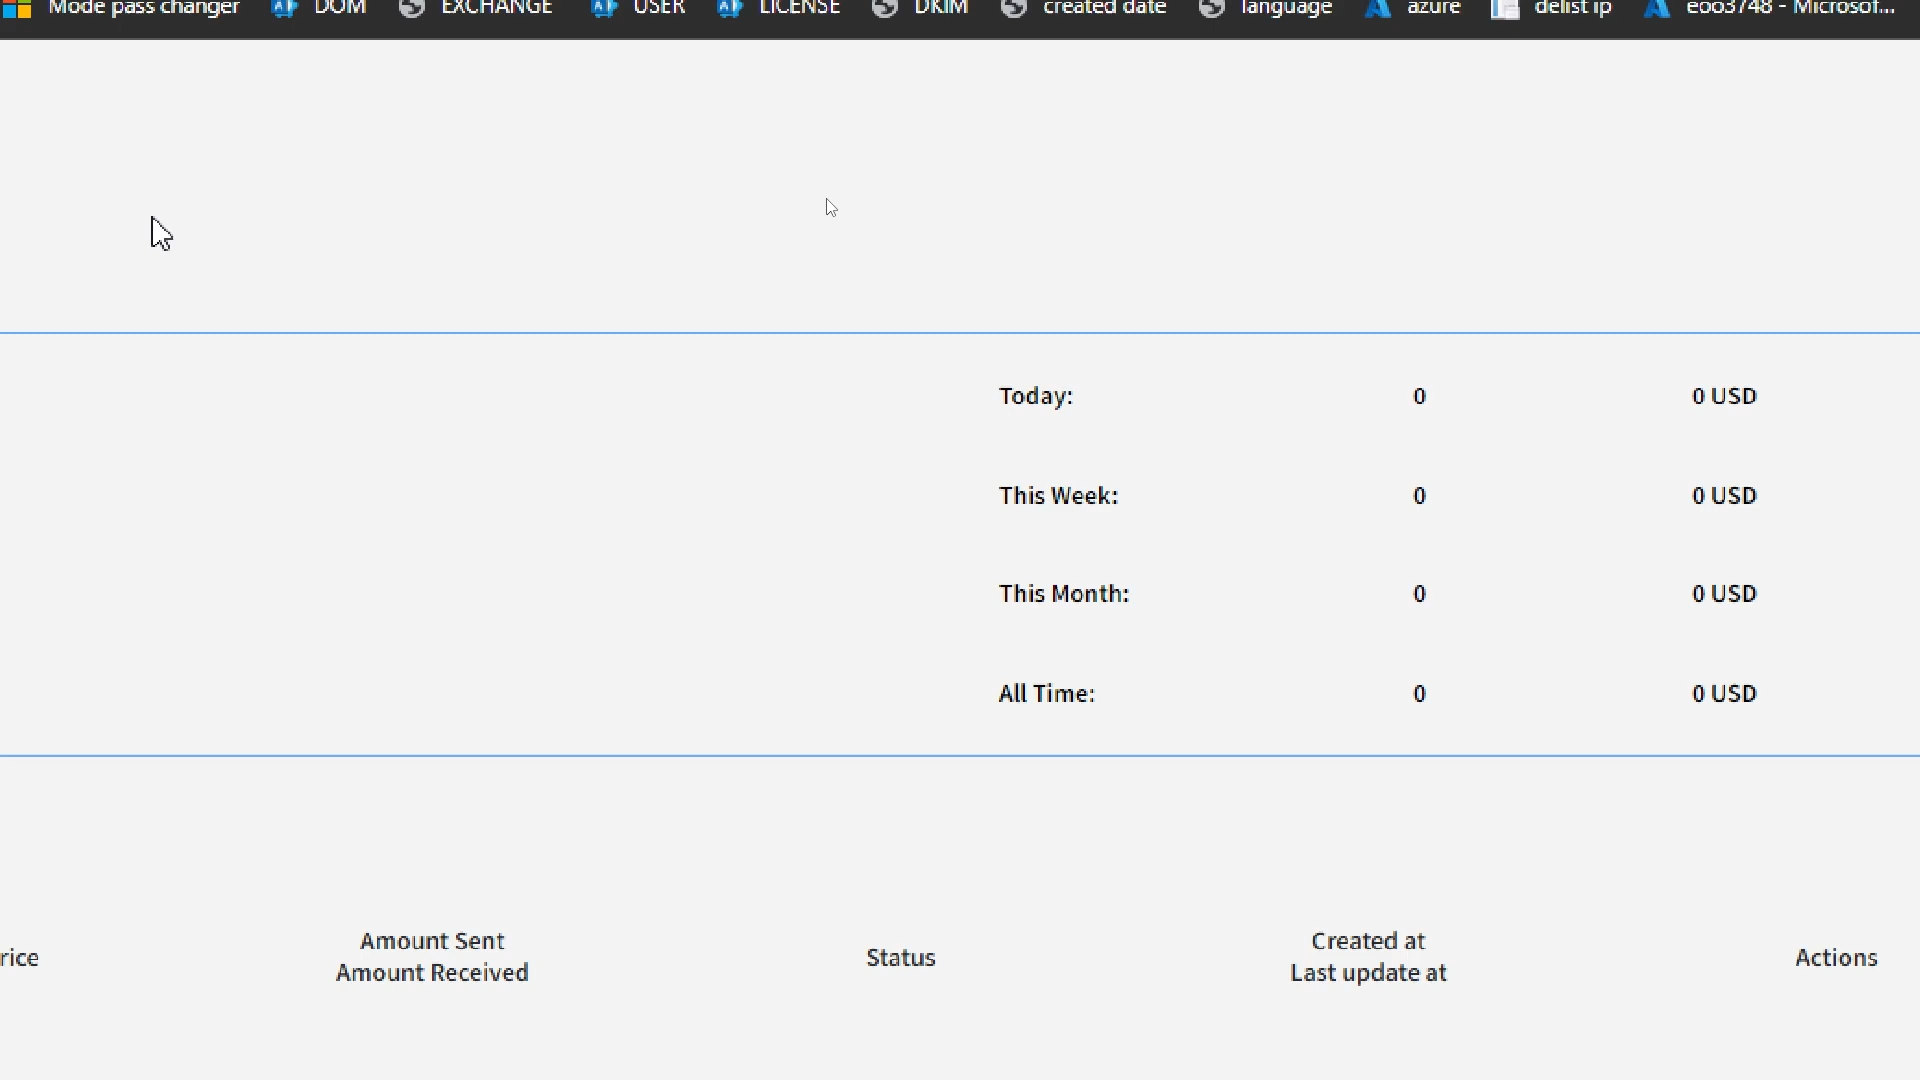 Mode pass changer DOM EXCHANGE USER LICENSE DKIM created date language azure delist ip eoo3748 - Microsof...
Today: 0 0 USD
This Week: 0 0 USD
This Month: 0 0 USD
All Time: 0 0 USD
rice
Amount Sent
Amount Received
Status
Created at
Last update at
Actions